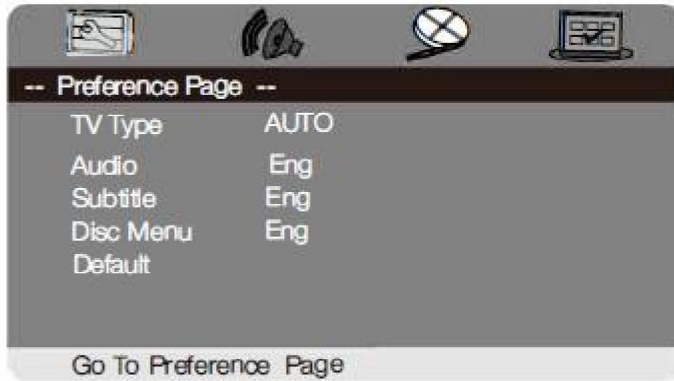 -- Preference Page --
TV Type AUTO
Audio Eng
Subtitle Eng
Disc Menu Eng
Default
Go To Preference Page